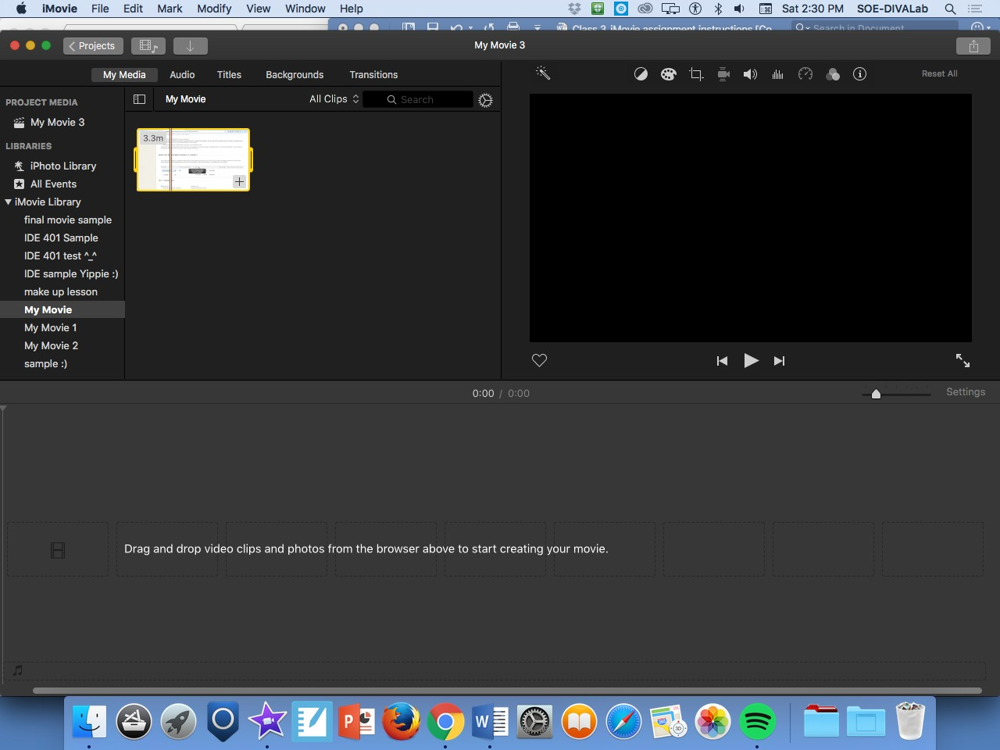 iMovie File Edit Mark Modify View Window Help Sat 2:30 PM SOE-DIVALab
Class 3 iMovie assignment instructions [Co Search in Document
Projects My Movie 3
My Media Audio Titles Backgrounds Transitions Reset All
PROJECT MEDIA
My Movie All Clips Search
My Movie 3
3.3m
LIBRARIES
iPhoto Library
All Events
iMovie Library
final movie sample
IDE 401 Sample
IDE 401 test ^_^
IDE sample Yippie :)
make up lesson
My Movie
My Movie 1
My Movie 2
sample :)
0:00 / 0:00 Settings
Drag and drop video clips and photos from the browser above to start creating your movie.